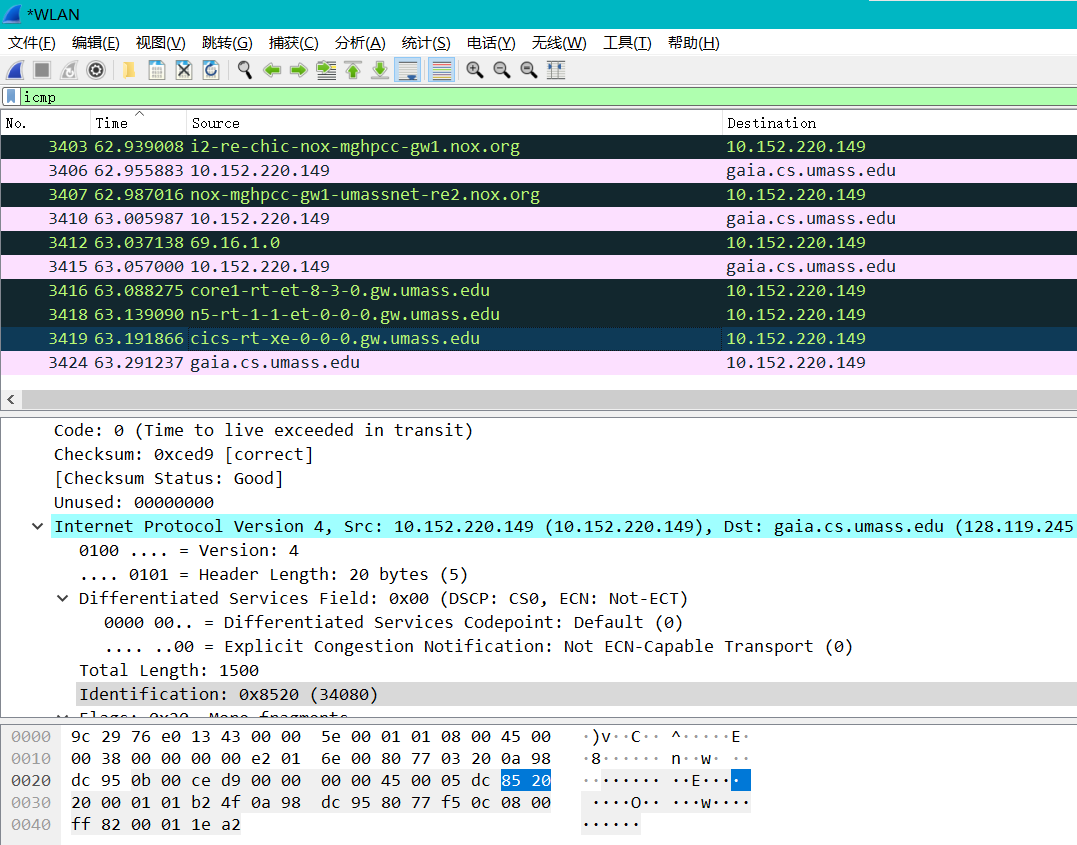 *WLAN
文件(F) 编辑(E) 视图(V) 跳转(G) 捕获(C) 分析(A) 统计(S) 电话(Y) 无线(W) 工具(T) 帮助(H)
icmp
No. Time Source Destination
3403 62.939008 i2-re-chic-nox-mghpcc-gw1.nox.org 10.152.220.149
3406 62.955883 10.152.220.149 gaia.cs.umass.edu
3407 62.987016 nox-mghpcc-gw1-umassnet-re2.nox.org 10.152.220.149
3410 63.005987 10.152.220.149 gaia.cs.umass.edu
3412 63.037138 69.16.1.0 10.152.220.149
3415 63.057000 10.152.220.149 gaia.cs.umass.edu
3416 63.088275 core1-rt-et-8-3-0.gw.umass.edu 10.152.220.149
3418 63.139090 n5-rt-1-1-et-0-0-0.gw.umass.edu 10.152.220.149
3419 63.191866 cics-rt-xe-0-0-0.gw.umass.edu 10.152.220.149
3424 63.291237 gaia.cs.umass.edu 10.152.220.149
Code: 0 (Time to live exceeded in transit)
Checksum: 0xced9 [correct]
[Checksum Status: Good]
Unused: 00000000
Internet Protocol Version 4, Src: 10.152.220.149 (10.152.220.149), Dst: gaia.cs.umass.edu (128.119.245
0100 .... = Version: 4
.... 0101 = Header Length: 20 bytes (5)
Differentiated Services Field: 0x00 (DSCP: CS0, ECN: Not-ECT)
0000 00.. = Differentiated Services Codepoint: Default (0)
.... ..00 = Explicit Congestion Notification: Not ECN-Capable Transport (0)
Total Length: 1500
Identification: 0x8520 (34080)
Flags: 0x20, More fragments
0000 9c 29 76 e0 13 43 00 00 5e 00 01 01 08 00 45 00 ·)v··C·· ^·····E·
0010 00 38 00 00 00 00 e2 01 6e 00 80 77 03 20 0a 98 ·8······ n··w· ··
0020 dc 95 0b 00 ce d9 00 00 00 00 45 00 05 dc 85 20 ········ ··E···· 
0030 20 00 01 01 b2 4f 0a 98 dc 95 80 77 f5 0c 08 00 ····O·· ···w····
0040 ff 82 00 01 1e a2 ······